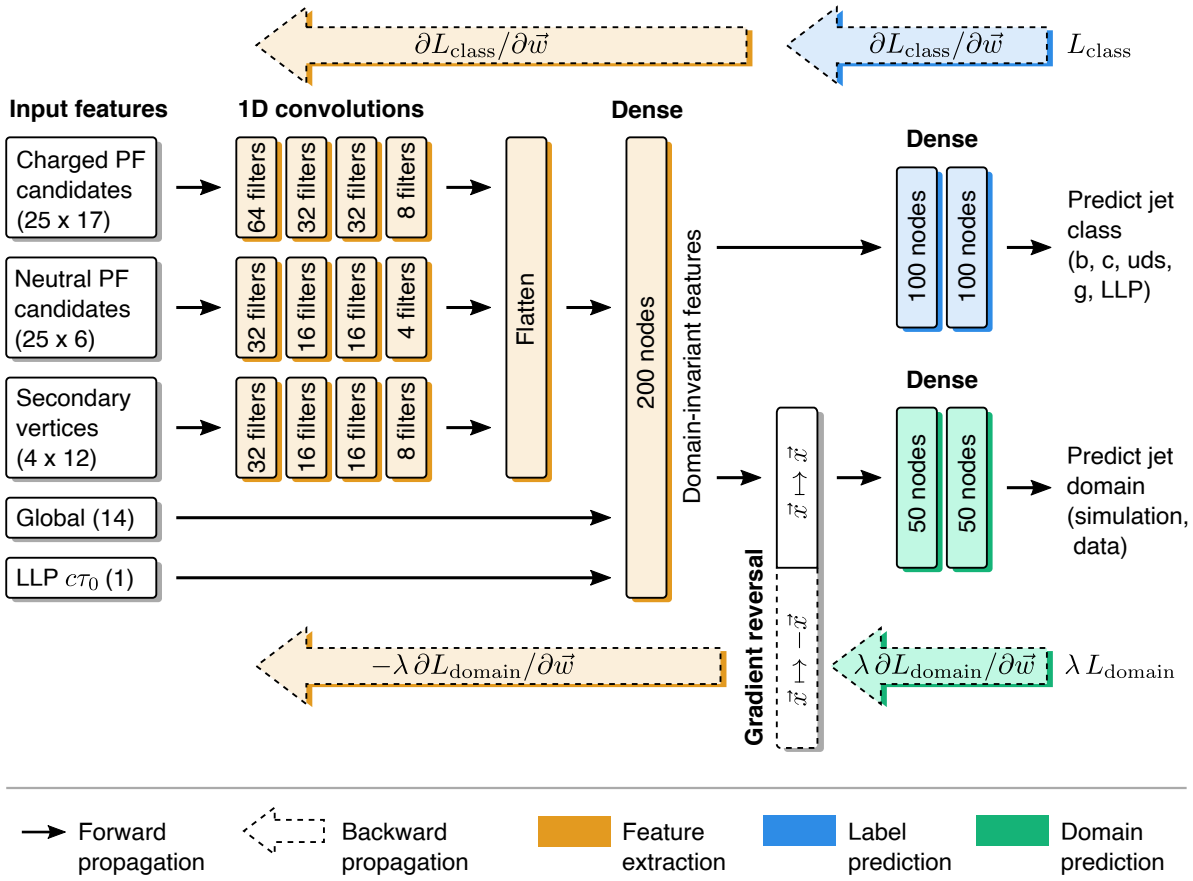 ∂L_class/∂w⃗
∂L_class/∂w⃗
L_class
Input features
1D convolutions
Dense
Charged PF
candidates
(25 x 17)
64 filters
32 filters
32 filters
8 filters
Neutral PF
candidates
(25 x 6)
32 filters
16 filters
16 filters
4 filters
Secondary
vertices
(4 x 12)
32 filters
16 filters
16 filters
8 filters
Global (14)
LLP cτ₀ (1)
Flatten
200 nodes
Domain-invariant features
Dense
100 nodes
100 nodes
Predict jet
class
(b, c, uds,
g, LLP)
Gradient reversal
x⃗ ↦ x⃗
x⃗ ↦ −x⃗
Dense
50 nodes
50 nodes
Predict jet
domain
(simulation,
data)
−λ ∂L_domain/∂w⃗
λ ∂L_domain/∂w⃗
λ L_domain
Forward
propagation
Backward
propagation
Feature
extraction
Label
prediction
Domain
prediction